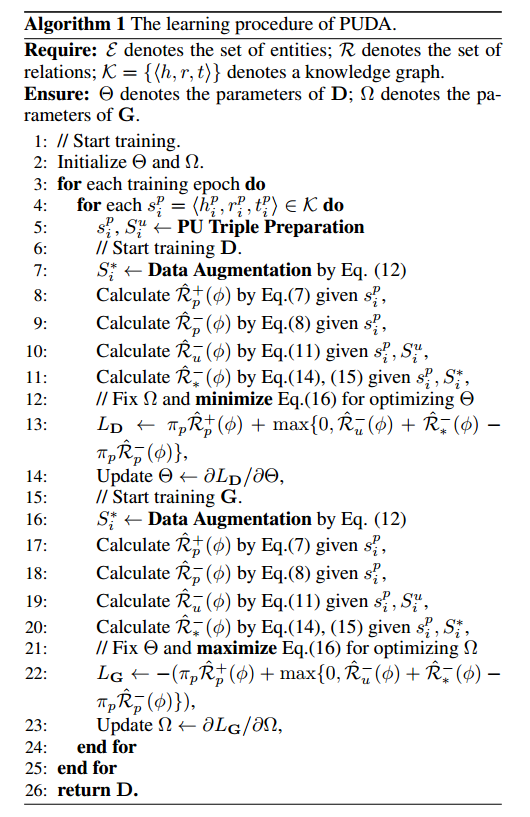 Algorithm 1 The learning procedure of PUDA.
Require: ℰ denotes the set of entities; ℛ denotes the set of
relations; 𝒦 = {⟨h, r, t⟩} denotes a knowledge graph.
Ensure: Θ denotes the parameters of D; Ω denotes the pa-
rameters of G.
1: // Start training.
2: Initialize Θ and Ω.
3: for each training epoch do
4: for each s_i^p = ⟨h_i^p, r_i^p, t_i^p⟩ ∈ 𝒦 do
5: s_i^p, S_i^u ← PU Triple Preparation
6: // Start training D.
7: S_i^* ← Data Augmentation by Eq. (12)
8: Calculate ℛ̂_p^+(ϕ) by Eq.(7) given s_i^p,
9: Calculate ℛ̂_p^-(ϕ) by Eq.(8) given s_i^p,
10: Calculate ℛ̂_u^-(ϕ) by Eq.(11) given s_i^p, S_i^u,
11: Calculate ℛ̂_*^-(ϕ) by Eq.(14), (15) given s_i^p, S_i^*,
12: // Fix Ω and minimize Eq.(16) for optimizing Θ
13: L_D ← π_p ℛ̂_p^+(ϕ) + max{0, ℛ̂_u^-(ϕ) + ℛ̂_*^-(ϕ) −
π_p ℛ̂_p^-(ϕ)},
14: Update Θ ← ∂L_D/∂Θ,
15: // Start training G.
16: S_i^* ← Data Augmentation by Eq. (12)
17: Calculate ℛ̂_p^+(ϕ) by Eq.(7) given s_i^p,
18: Calculate ℛ̂_p^-(ϕ) by Eq.(8) given s_i^p,
19: Calculate ℛ̂_u^-(ϕ) by Eq.(11) given s_i^p, S_i^u,
20: Calculate ℛ̂_*^-(ϕ) by Eq.(14), (15) given s_i^p, S_i^*,
21: // Fix Θ and maximize Eq.(16) for optimizing Ω
22: L_G ← −(π_p ℛ̂_p^+(ϕ) + max{0, ℛ̂_u^-(ϕ) + ℛ̂_*^-(ϕ) −
π_p ℛ̂_p^-(ϕ)}),
23: Update Ω ← ∂L_G/∂Ω,
24: end for
25: end for
26: return D.